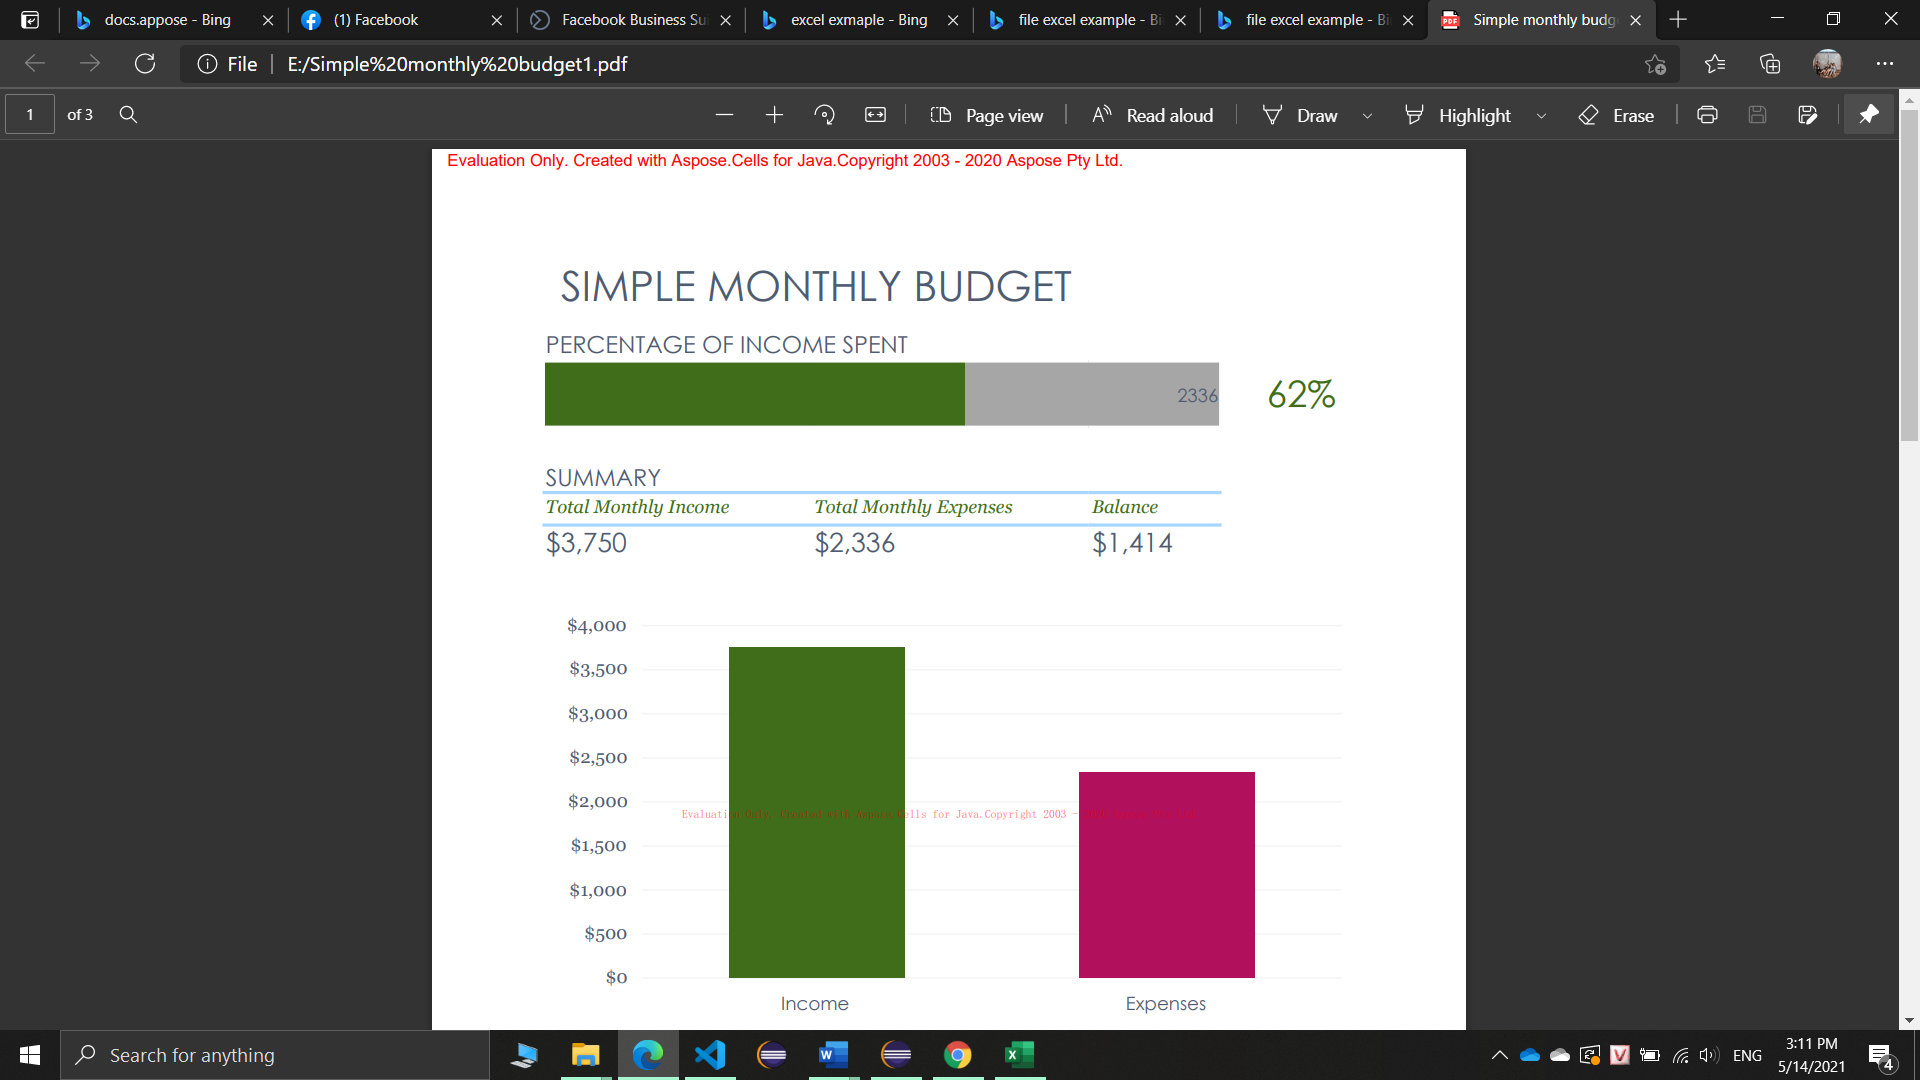 docs.appose - Bing
(1) Facebook
Facebook Business Su
excel exmaple - Bing
file excel example - Bi
file excel example - Bi
Simple monthly budg
File
E:/Simple%20monthly%20budget1.pdf
1 of 3
Page view
Read aloud
Draw
Highlight
Erase
Evaluation Only. Created with Aspose.Cells for Java.Copyright 2003 - 2020 Aspose Pty Ltd.
SIMPLE MONTHLY BUDGET
PERCENTAGE OF INCOME SPENT
2336
62%
SUMMARY
Total Monthly Income Total Monthly Expenses Balance
$3,750 $2,336 $1,414
$4,000
$3,500
$3,000
$2,500
$2,000
Evaluation Only. Created with Aspose.Cells for Java.Copyright 2003 -
$1,500
$1,000
$500
$0
Income Expenses
Search for anything
ENG
3:11 PM
5/14/2021
4